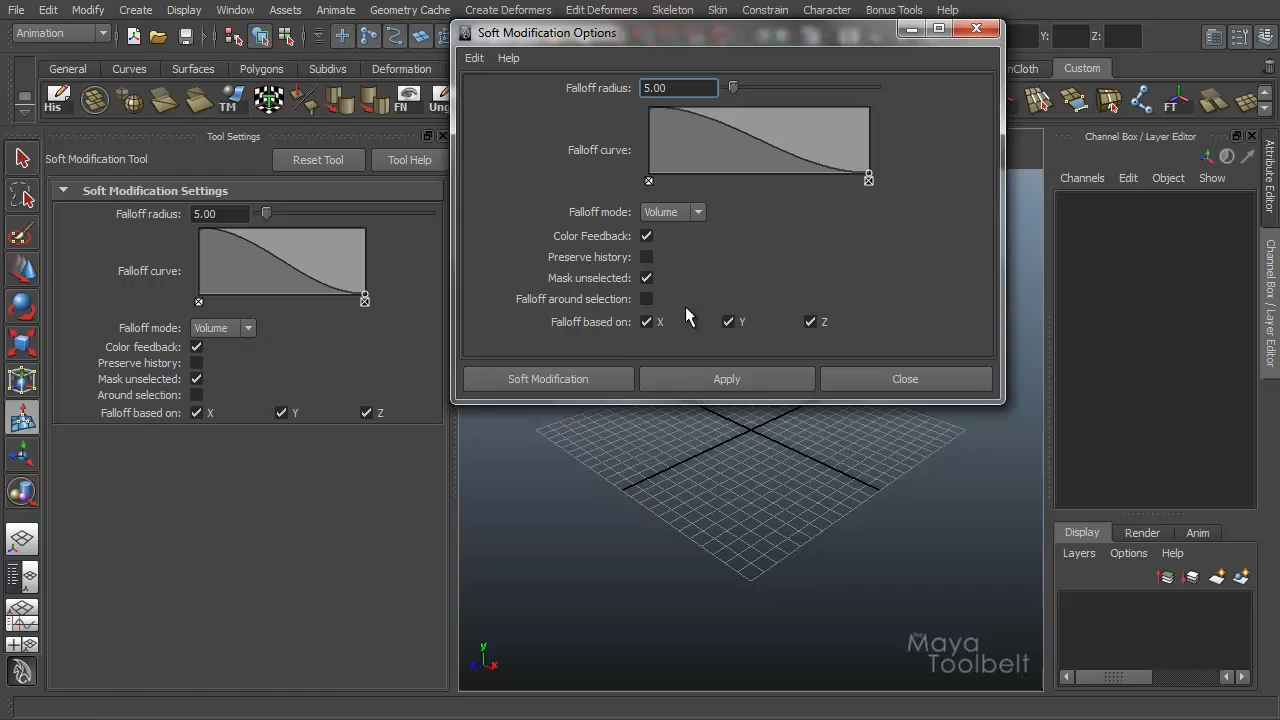 File Edit Modify Create Display Window Assets Animate Geometry Cache Create Deformers Edit Deformers Skeleton Skin Constrain Character Bonus Tools Help
Animation
Y: Z:
Soft Modification Options
Edit Help
General Curves Surfaces Polygons Subdivs Deformation
nCloth Custom
His TM FN FT
Tool Settings
Soft Modification Tool Reset Tool Tool Help
Soft Modification Settings
Falloff radius: 5.00
Falloff curve:
Falloff mode: Volume
Color feedback:
Preserve history:
Mask unselected:
Around selection:
Falloff based on: X Y Z
Falloff radius: 5.00
Falloff curve:
Falloff mode: Volume
Color Feedback:
Preserve history:
Mask unselected:
Falloff around selection:
Falloff based on: X Y Z
Soft Modification Apply Close
y
z x
the
Maya
Toolbelt
Channel Box / Layer Editor
Channels Edit Object Show
Attribute Editor
Channel Box / Layer Editor
Display Render Anim
Layers Options Help